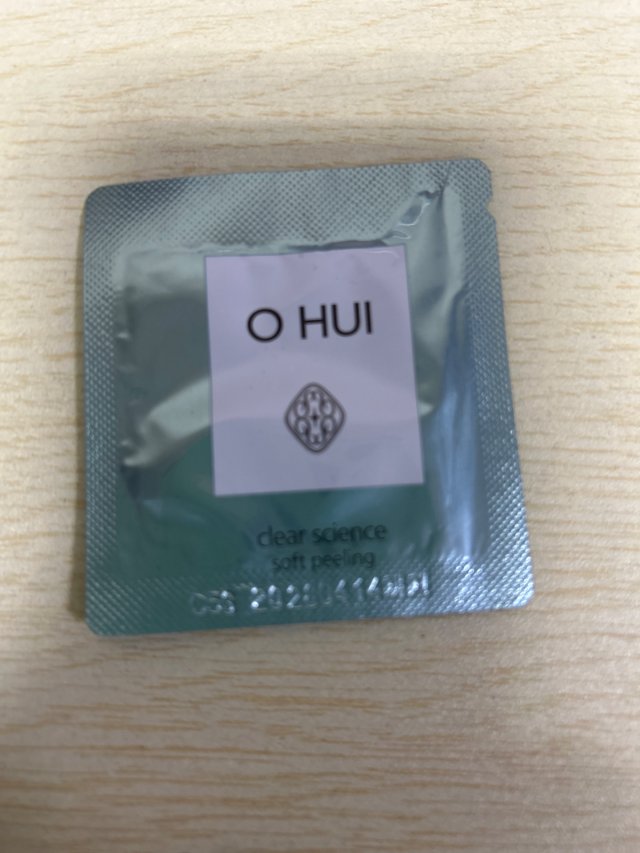 O HUI
clear science
soft peeling